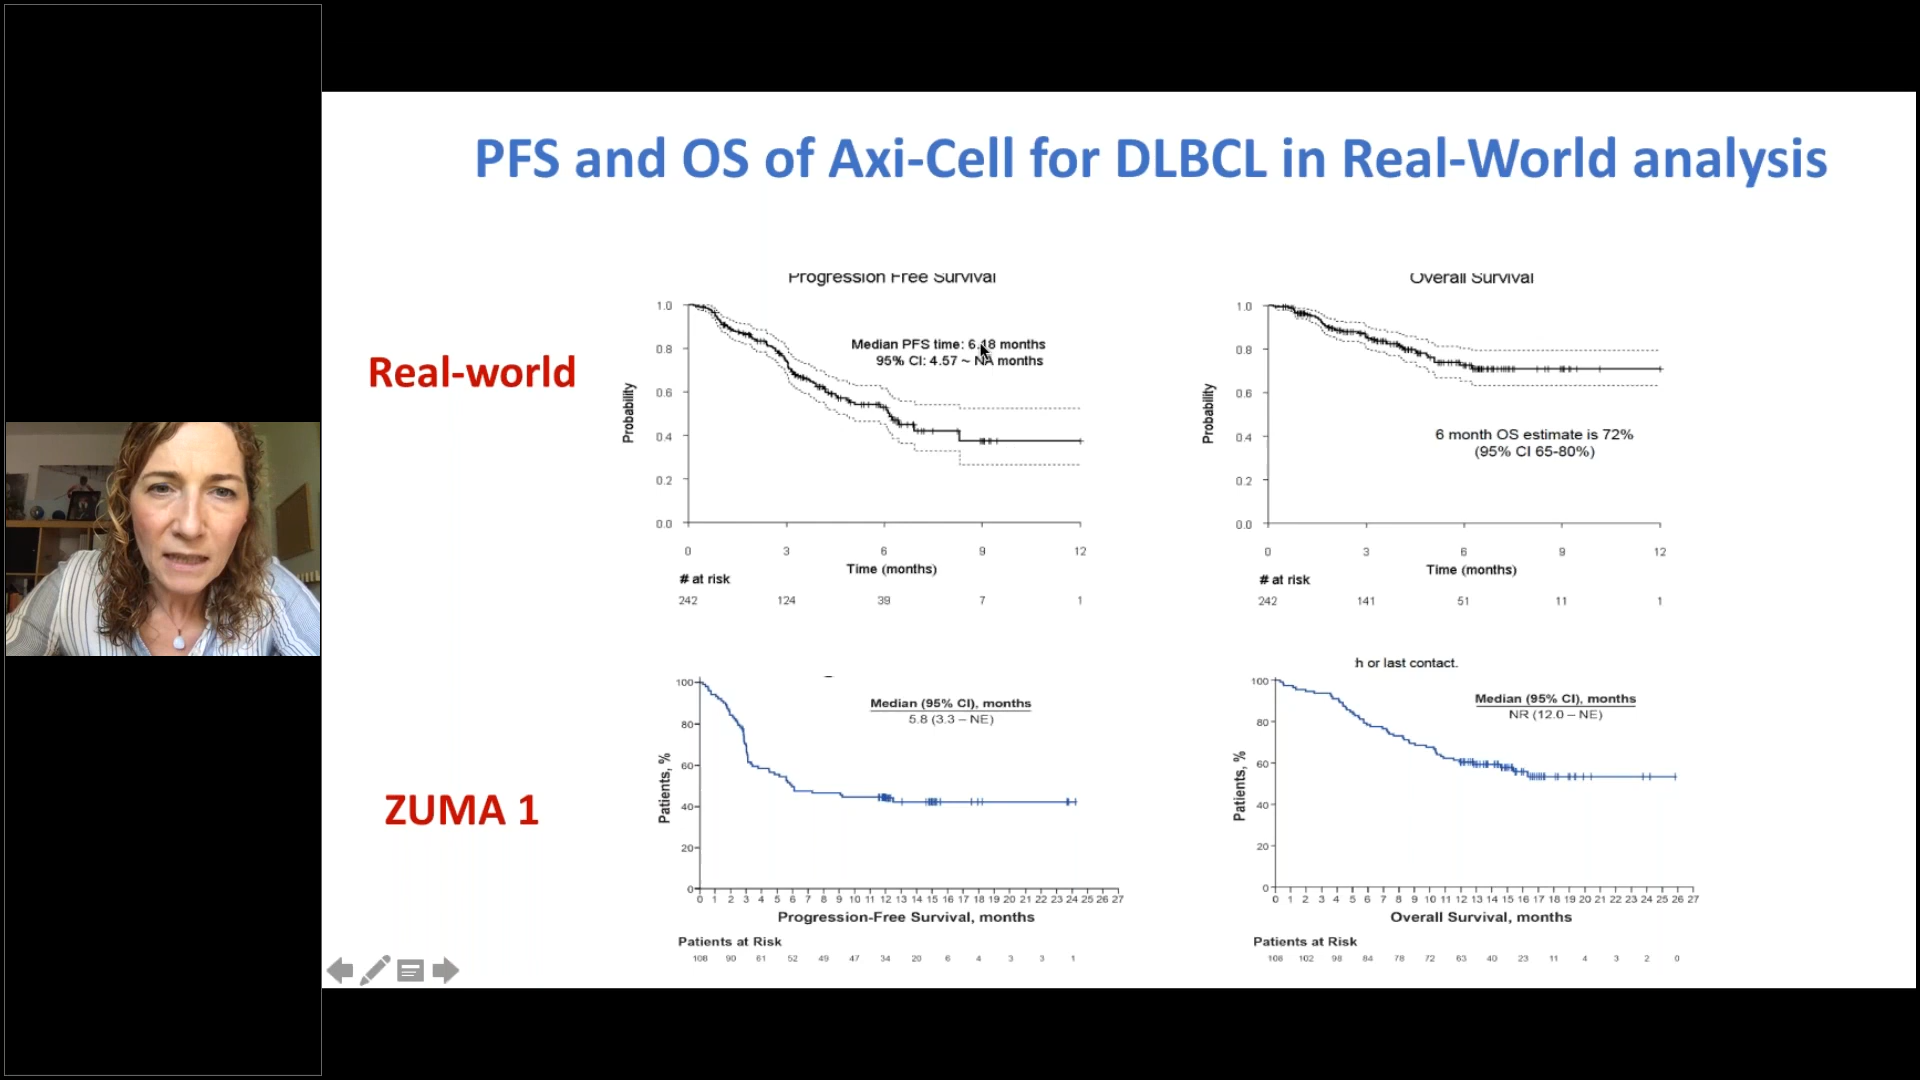 PFS and OS of Axi-Cell for DLBCL in Real-World analysis
Real-world
Progression Free Survival
Probability
1.0
0.8
0.6
0.4
0.2
0.0
Median PFS time: 6.18 months
95% CI: 4.57 ~ NA months
0 3 6 9 12
Time (months)
# at risk
242 124 39 7 1
Overall Survival
Probability
1.0
0.8
0.6
0.4
0.2
0.0
6 month OS estimate is 72%
(95% CI 65-80%)
0 3 6 9 12
Time (months)
# at risk
242 141 51 11 1
ZUMA 1
Patients, %
100
80
60
40
20
0
Median (95% CI), months
5.8 (3.3 – NE)
0 1 2 3 4 5 6 7 8 9 10 11 12 13 14 15 16 17 18 19 20 21 22 23 24 25 26 27
Progression-Free Survival, months
Patients at Risk
108 90 61 52 49 47 34 20 6 4 3 3 1
h or last contact.
Patients, %
100
80
60
40
20
0
Median (95% CI), months
NR (12.0 – NE)
0 1 2 3 4 5 6 7 8 9 10 11 12 13 14 15 16 17 18 19 20 21 22 23 24 25 26 27
Overall Survival, months
Patients at Risk
108 102 98 84 78 72 63 40 23 11 4 3 2 0